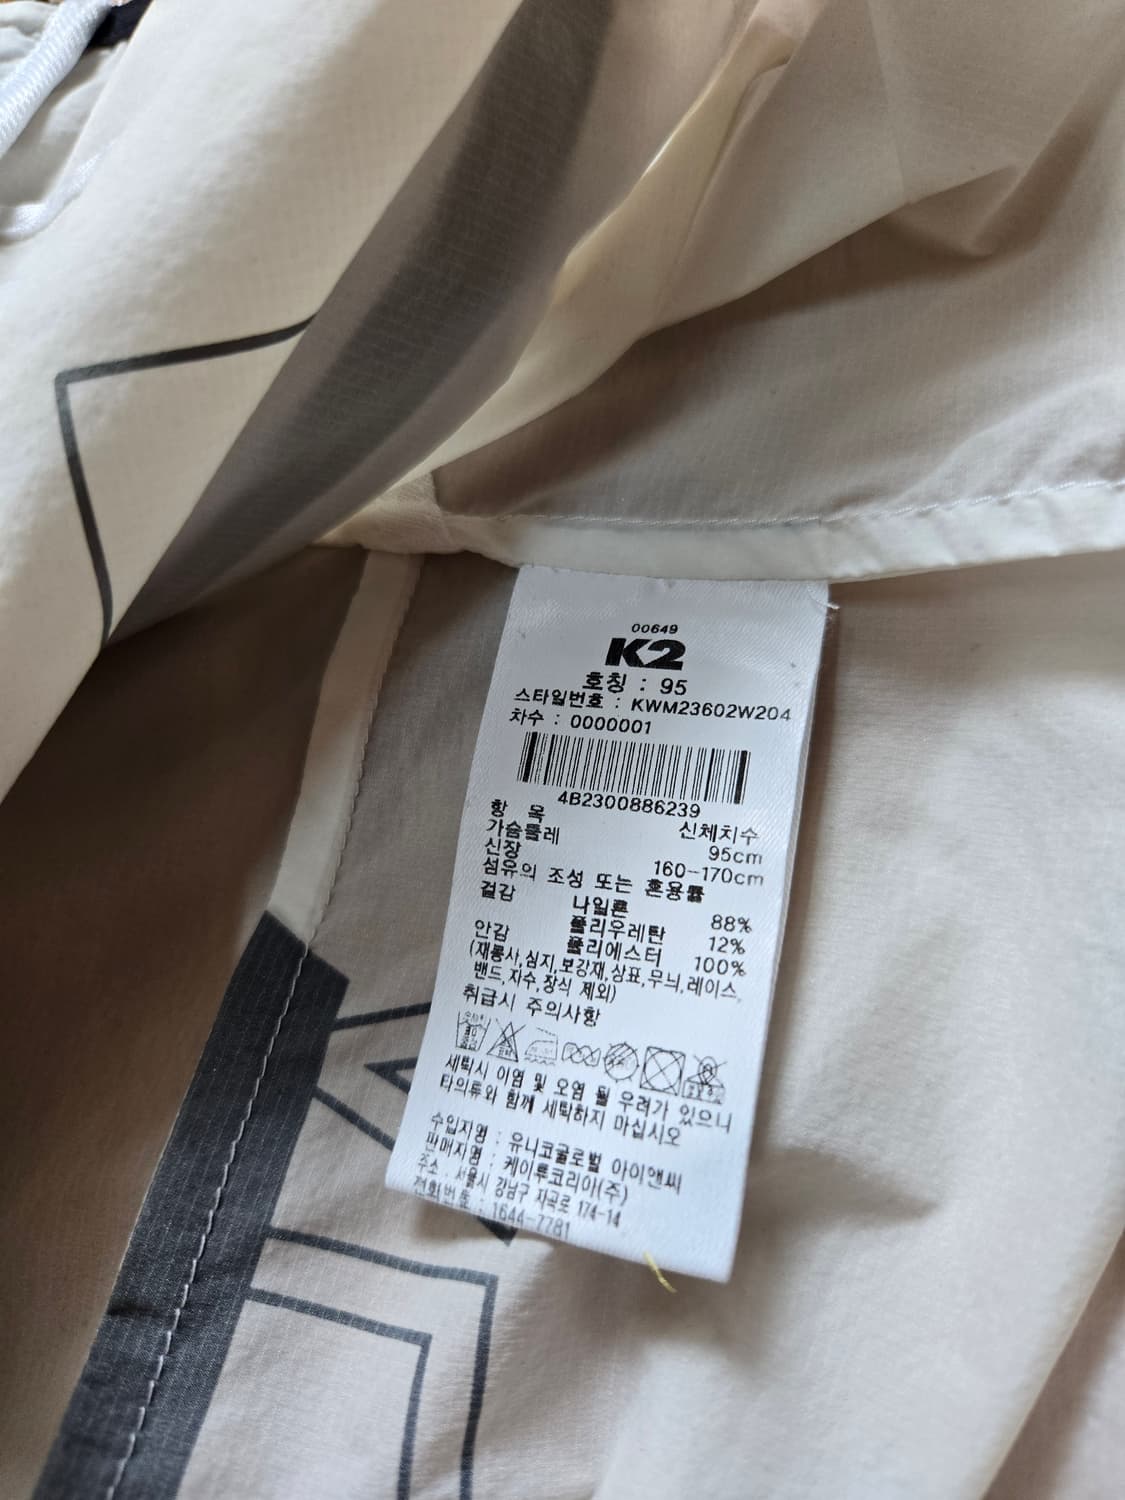 00649
K2
호칭 : 95
스타일번호 : KWM23602W204
차수 : 0000001
4B2300886239
항 목 신체치수
가슴둘레 95cm
신장 160-170cm
섬유의 조성 또는 혼용률
겉감 나일론 88%
폴리우레탄 12%
안감 폴리에스터 100%
(재봉사,심지,보강재,상표,무늬,레이스,
밴드,자수,장식 제외)
취급시 주의사항
세탁시 이염 및 오염 될 우려가 있으니
타의류와 함께 세탁하지 마십시오
수입자명 : 유니코글로벌 아이앤씨
판매자명 : 케이투코리아(주)
주소 : 서울시 강남구 자곡로 174-14
전화번호 : 1644-7781